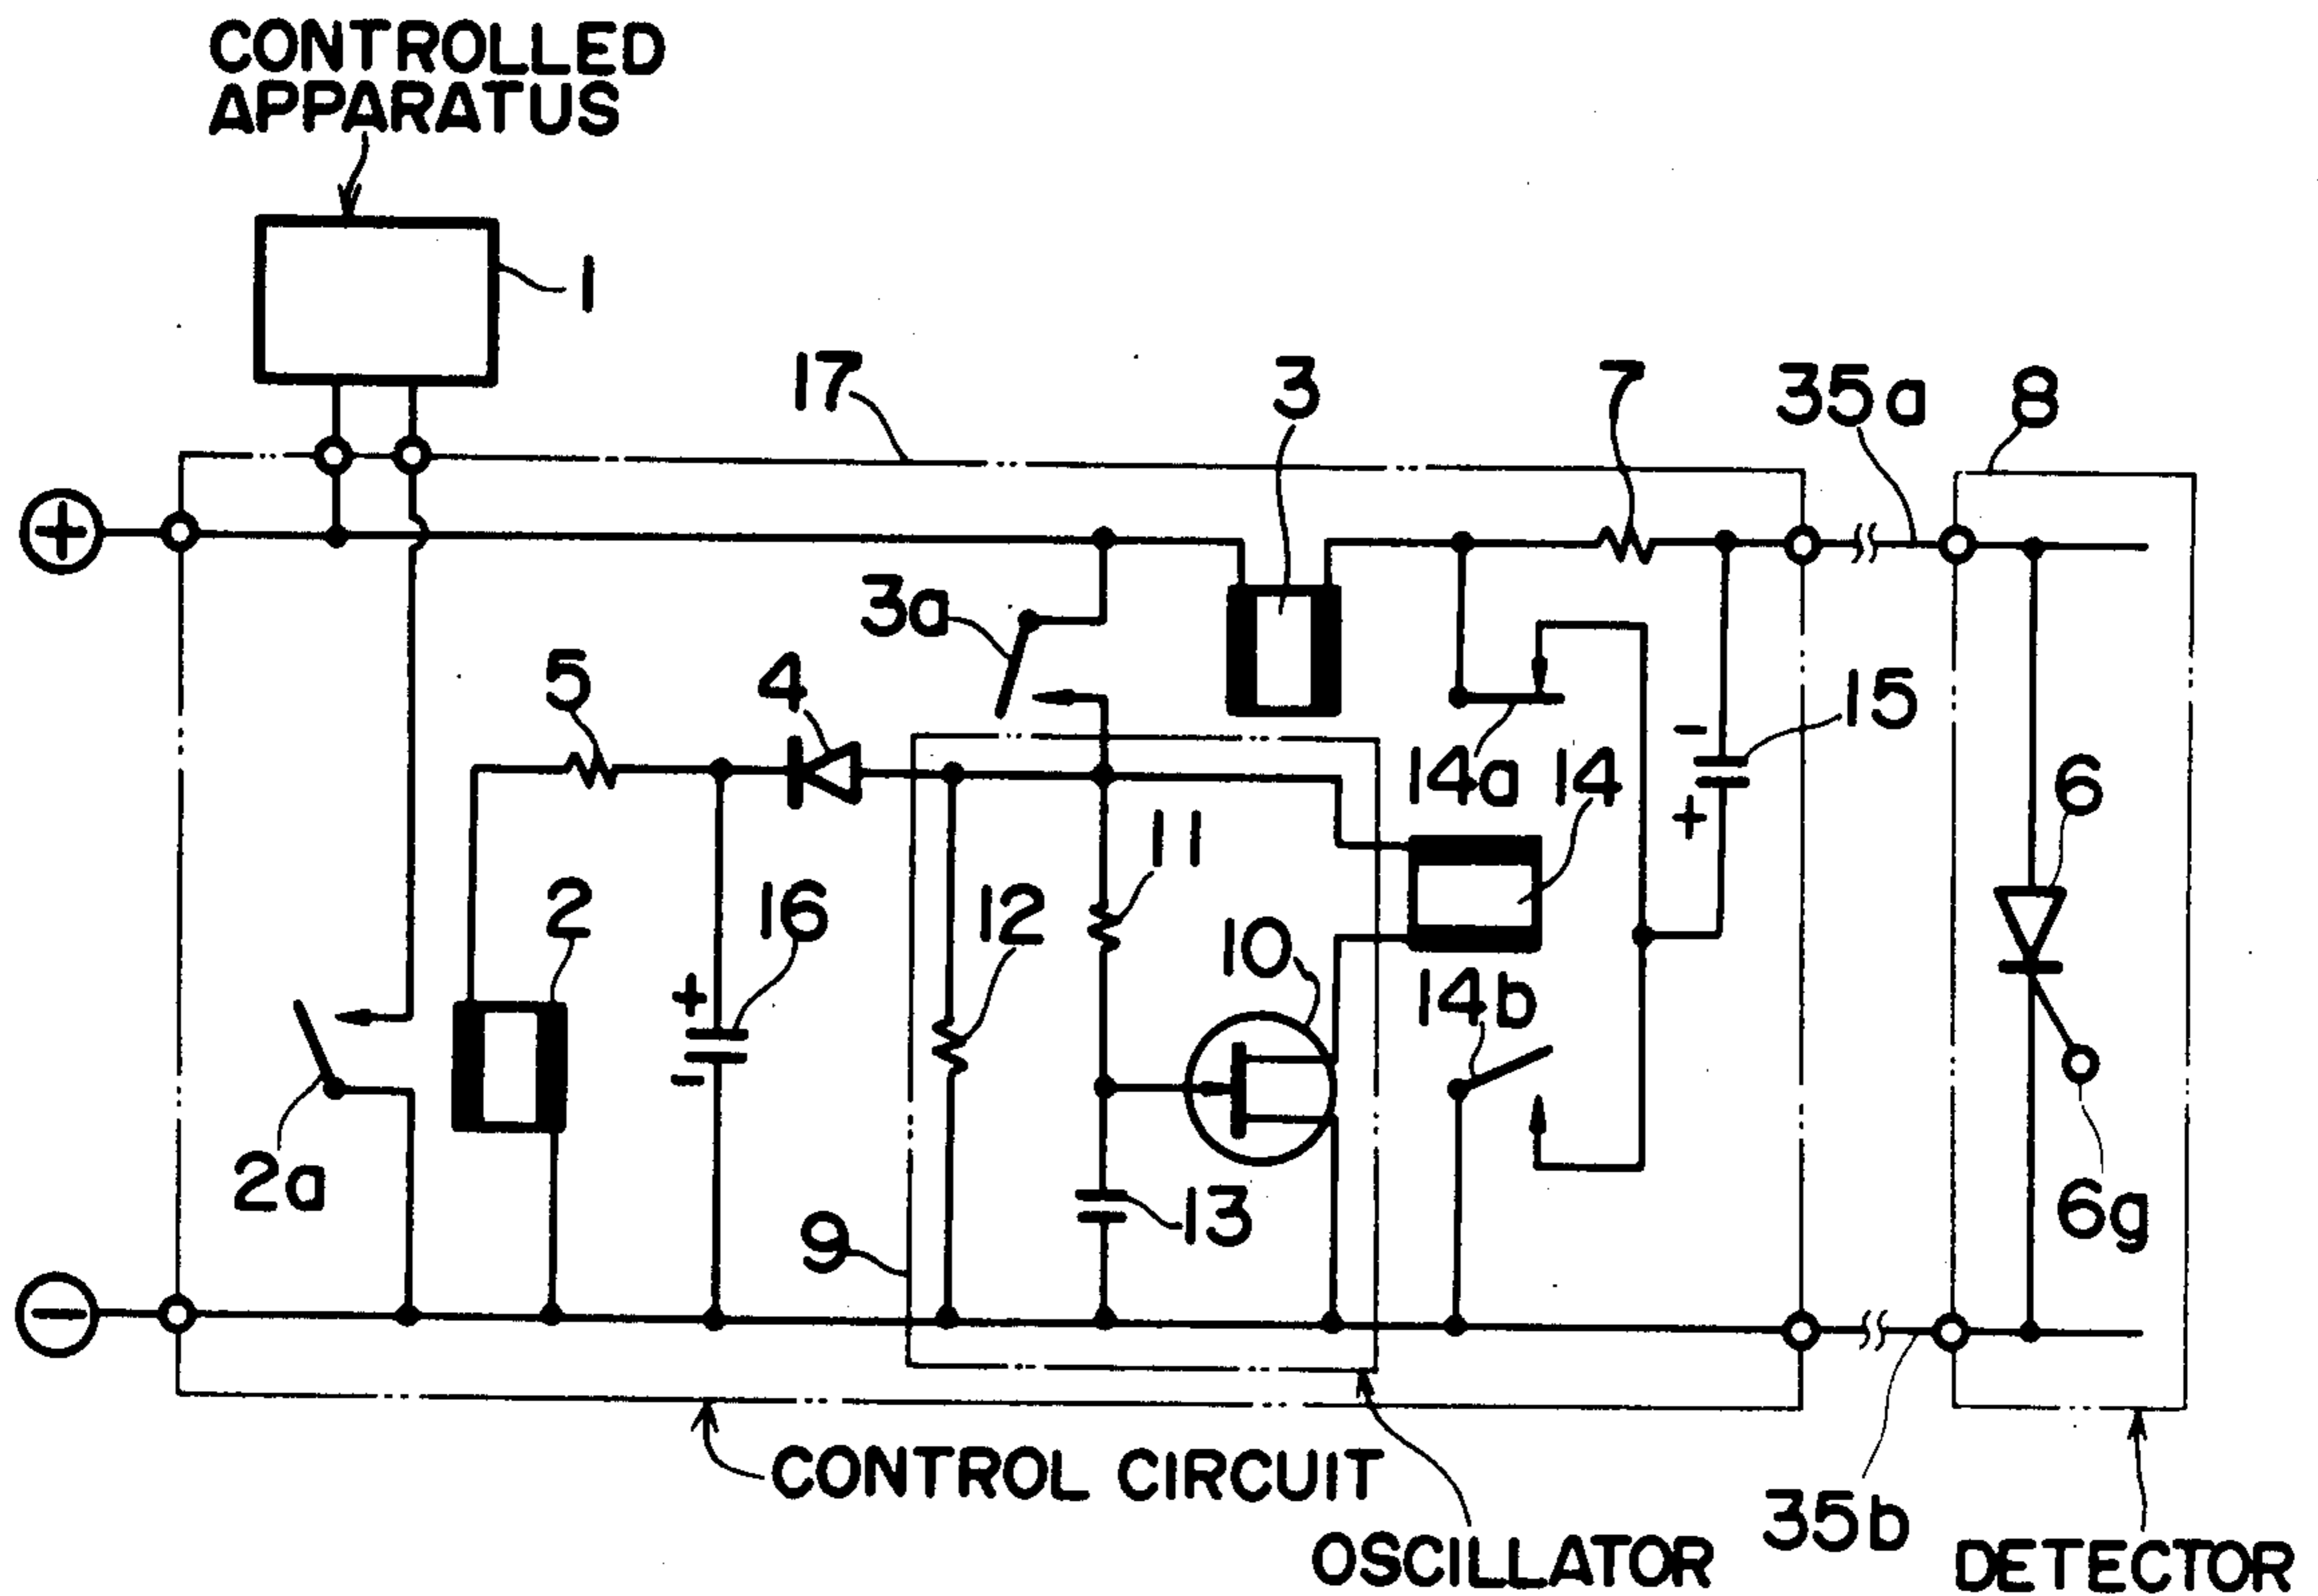 CONTROLLED
APPARATUS
1
17
3
7
35a
8
+
3a
5
4
-
15
14a
14
6
+
11
2
16
12
10
14b
+
-
2a
13
6g
9
-
CONTROL CIRCUIT
35b
OSCILLATOR
DETECTOR